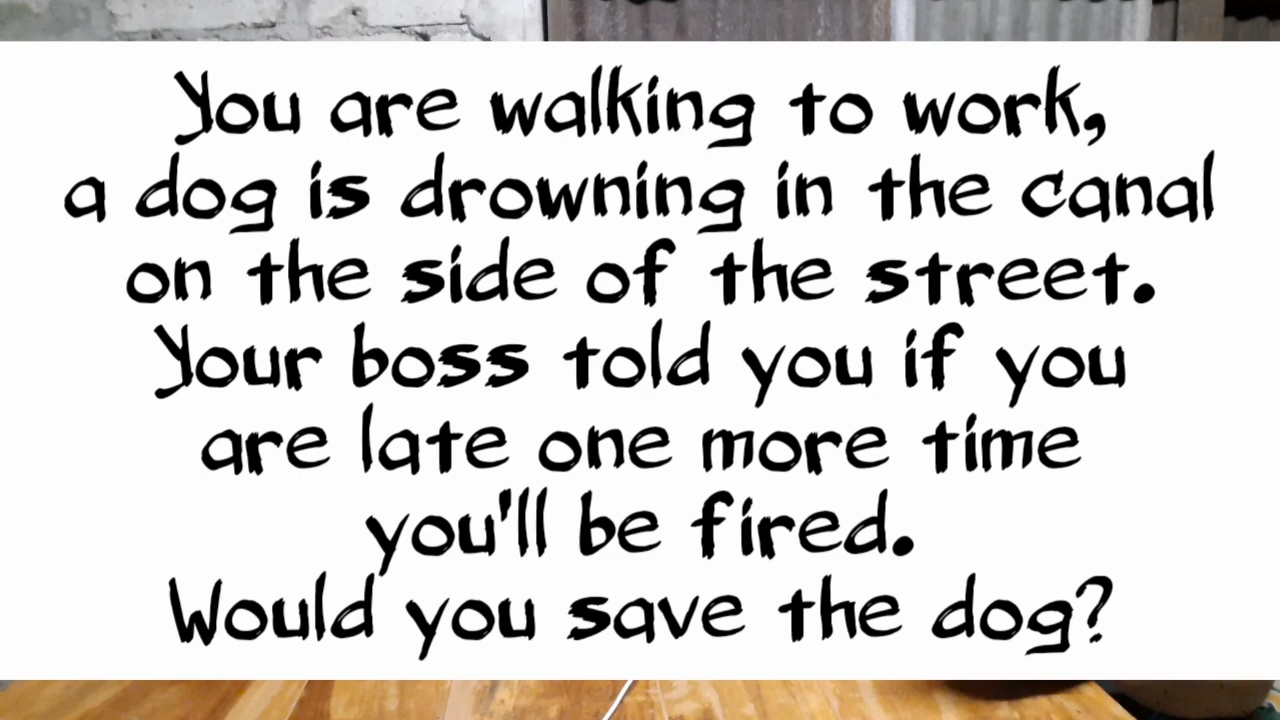 You are walking to work,
a dog is drowning in the canal
on the side of the street.
Your boss told you if you
are late one more time
you'll be fired.
Would you save the dog?